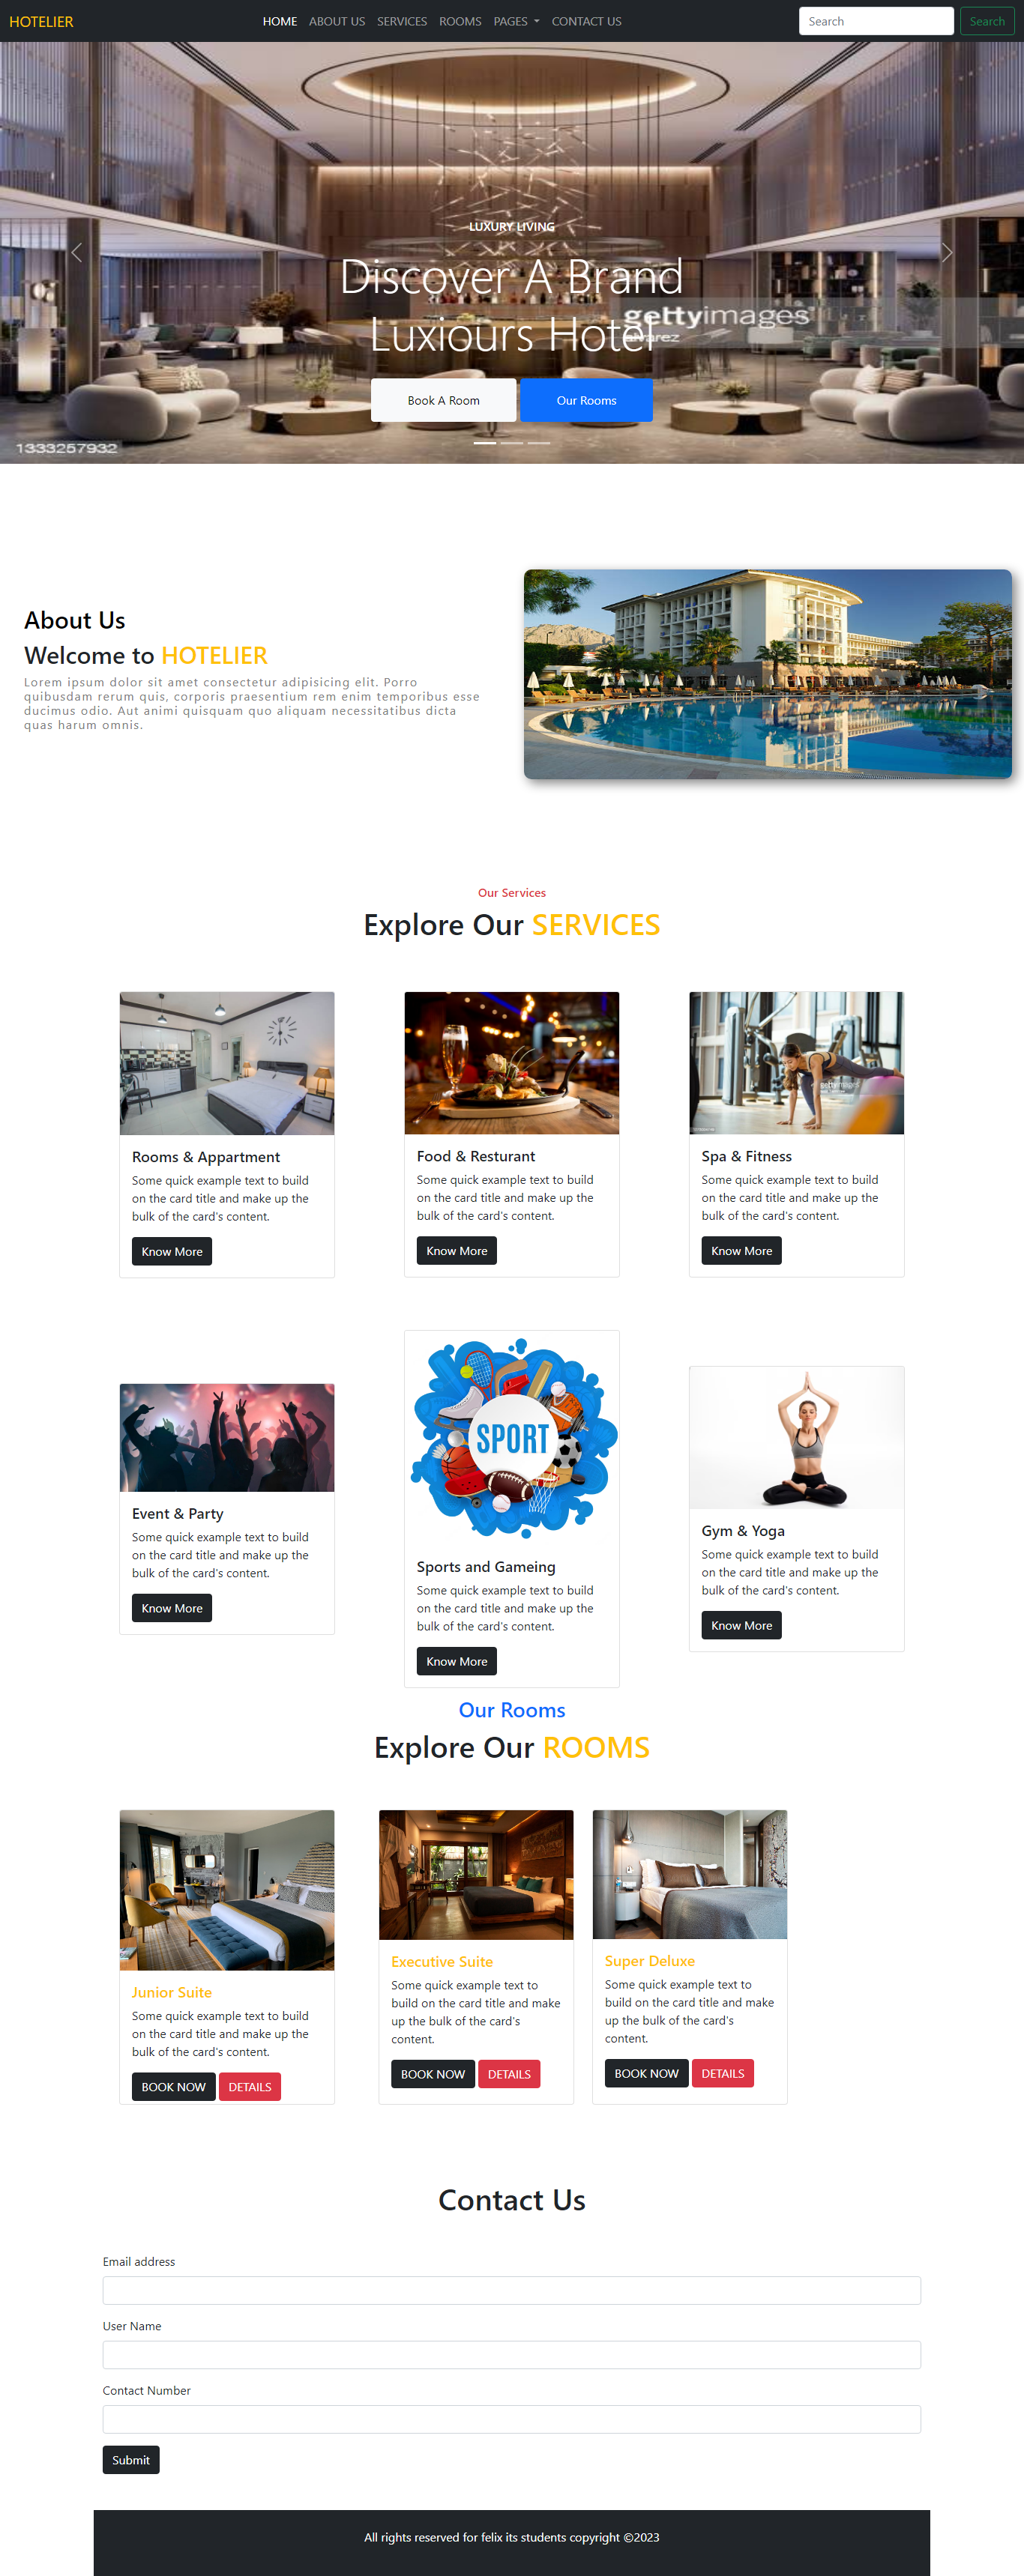 HOTELIER HOME ABOUT US SERVICES ROOMS PAGES CONTACT US Search Search
LUXURY LIVING
Discover A Brand
Luxiours Hotel
gettyimages
alvarez
Book A Room Our Rooms
1333257932
About Us
Welcome to HOTELIER
Lorem ipsum dolor sit amet consectetur adipisicing elit. Porro
quibusdam rerum quis, corporis praesentium rem enim temporibus esse
ducimus odio. Aut animi quisquam quo aliquam necessitatibus dicta
quas harum omnis.
Our Services
Explore Our SERVICES
gettyimages
Rooms & Appartment
Some quick example text to build
on the card title and make up the
bulk of the card's content.
Know More
Food & Resturant
Some quick example text to build
on the card title and make up the
bulk of the card's content.
Know More
Spa & Fitness
Some quick example text to build
on the card title and make up the
bulk of the card's content.
Know More
Event & Party
Some quick example text to build
on the card title and make up the
bulk of the card's content.
Know More
SPORT
Sports and Gameing
Some quick example text to build
on the card title and make up the
bulk of the card's content.
Know More
Gym & Yoga
Some quick example text to build
on the card title and make up the
bulk of the card's content.
Know More
Our Rooms
Explore Our ROOMS
Junior Suite
Some quick example text to build
on the card title and make up the
bulk of the card's content.
BOOK NOW DETAILS
Executive Suite
Some quick example text to
build on the card title and make
up the bulk of the card's
content.
BOOK NOW DETAILS
Super Deluxe
Some quick example text to
build on the card title and make
up the bulk of the card's
content.
BOOK NOW DETAILS
Contact Us
Email address
User Name
Contact Number
Submit
All rights reserved for felix its students copyright ©2023